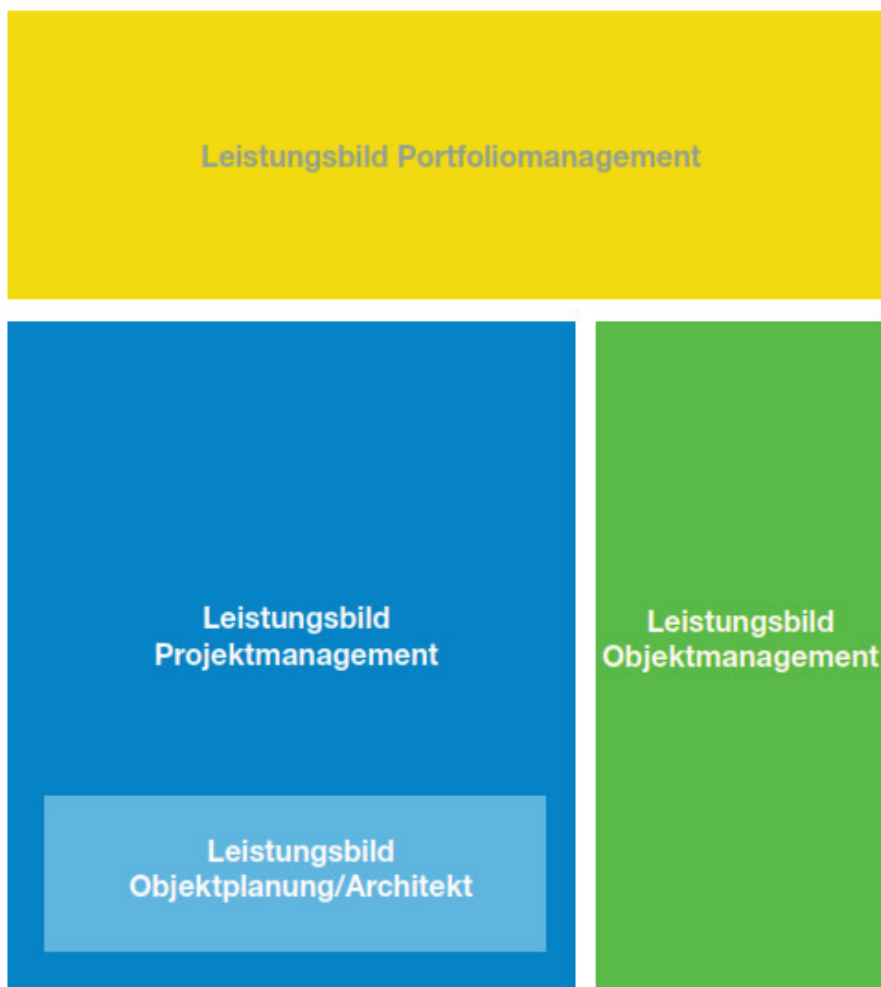 Leistungsbild Portfoliomanagement
Leistungsbild
Projektmanagement
Leistungsbild
Objektmanagement
Leistungsbild
Objektplanung/Architekt